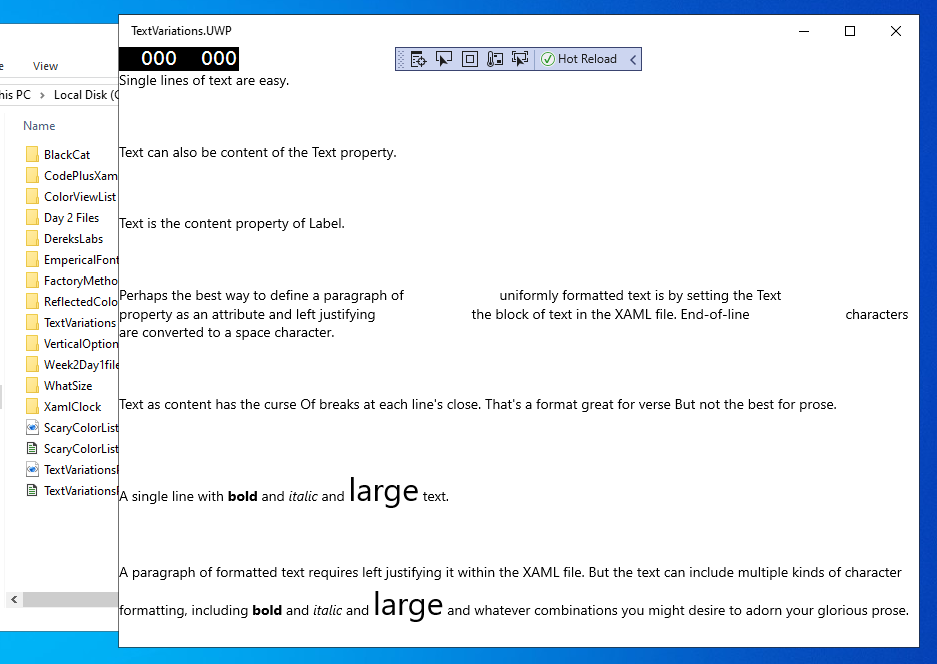 TextVariations.UWP
000 000
Hot Reload
Single lines of text are easy.
Text can also be content of the Text property.
Text is the content property of Label.
Perhaps the best way to define a paragraph of uniformly formatted text is by setting the Text
property as an attribute and left justifying the block of text in the XAML file. End-of-line characters
are converted to a space character.
Text as content has the curse Of breaks at each line's close. That's a format great for verse But not the best for prose.
A single line with bold and italic and large text.
A paragraph of formatted text requires left justifying it within the XAML file. But the text can include multiple kinds of character
formatting, including bold and italic and large and whatever combinations you might desire to adorn your glorious prose.
View
his PC > Local Disk (C
Name
BlackCat
CodePlusXam
ColorViewList
Day 2 Files
DereksLabs
EmpericalFont
FactoryMetho
ReflectedColo
TextVariations
VerticalOption
Week2Day1file
WhatSize
XamlClock
ScaryColorList
ScaryColorList
TextVariations
TextVariations